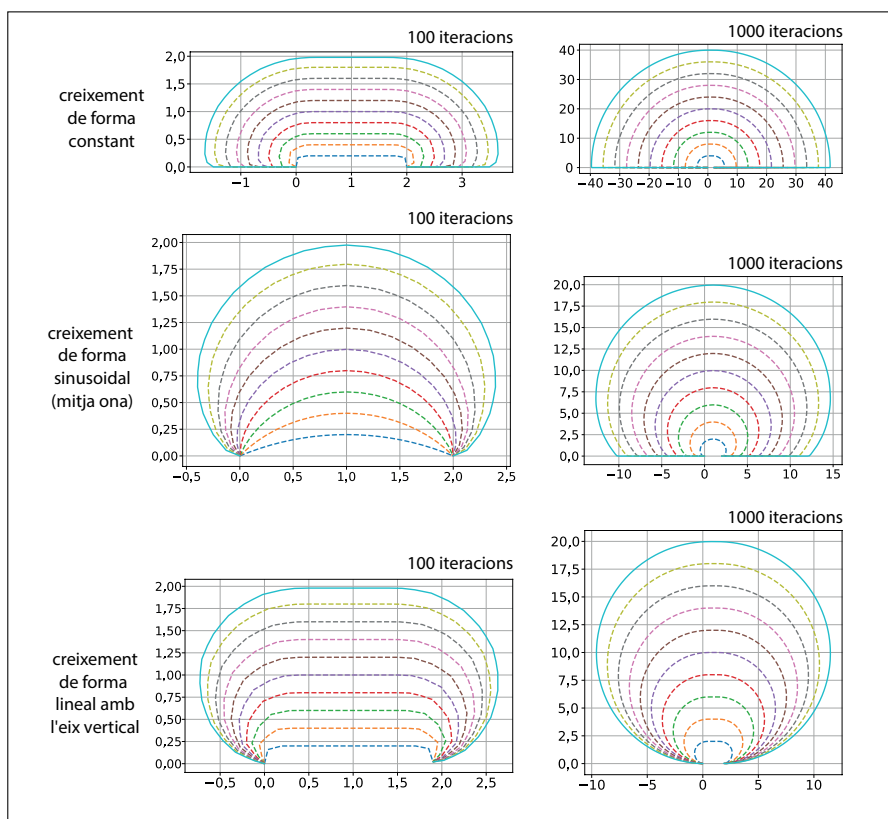 100 iteracions
1000 iteracions
creixement
de forma
constant
2,0
1,5
1,0
0,5
0,0
−1 0 1 2 3
40
30
20
10
0
−40 −30 −20 −10 0 10 20 30 40
100 iteracions
1000 iteracions
creixement
de forma
sinusoidal
(mitja ona)
2,00
1,75
1,50
1,25
1,00
0,75
0,50
0,25
0,00
−0,5 0,0 0,5 1,0 1,5 2,0 2,5
20,0
17,5
15,0
12,5
10,0
7,5
5,0
2,5
0,0
−10 −5 0 5 10 15
100 iteracions
1000 iteracions
creixement
de forma
lineal amb
l'eix vertical
2,00
1,75
1,50
1,25
1,00
0,75
0,50
0,25
0,00
−0,5 0,0 0,5 1,0 1,5 2,0 2,5
20,0
17,5
15,0
12,5
10,0
7,5
5,0
2,5
0,0
−10 −5 0 5 10